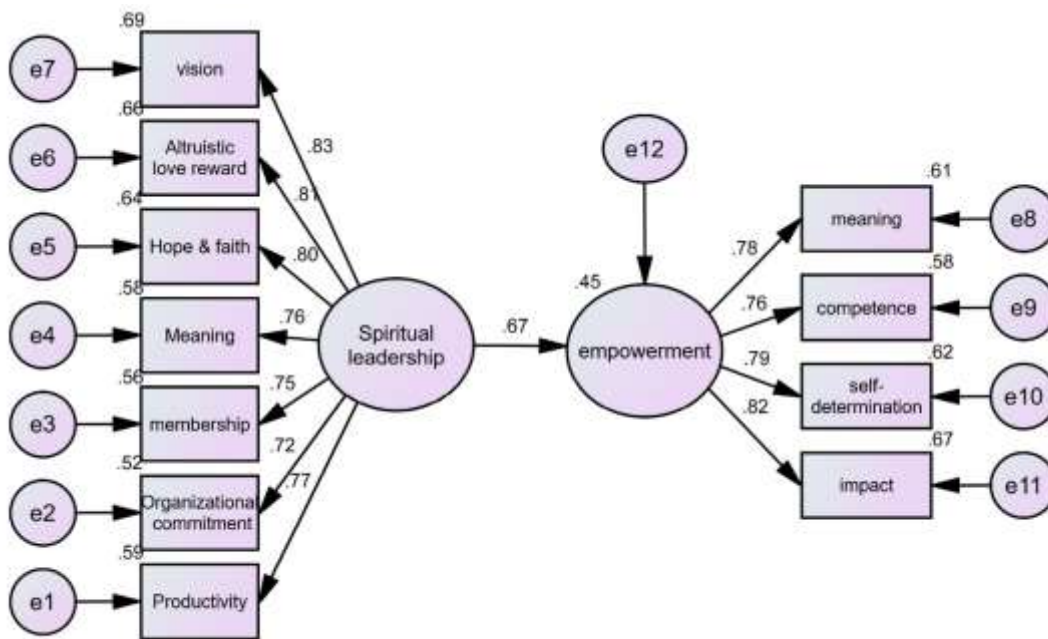 .69
e7
vision
.66
e6
Altruistic
love reward
.64
e5
Hope & faith
.58
e4
Meaning
.56
e3
membership
.52
e2
Organizational
commitment
.59
e1
Productivity
.83
.81
.80
.76
.75
.72
.77
Spiritual
leadership
.67
e12
.45
empowerment
.78
.76
.79
.82
.61
meaning
e8
.58
competence
e9
.62
self-
determination
e10
.67
impact
e11